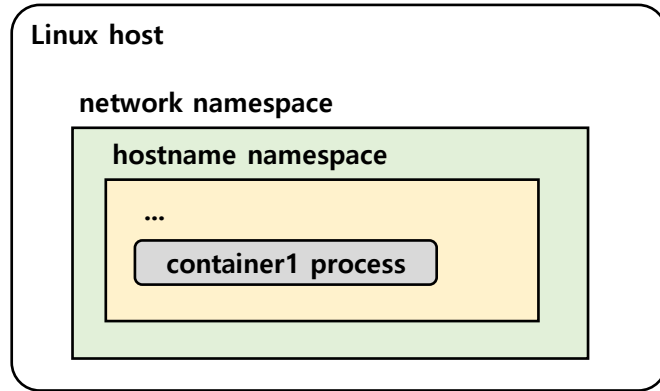 Linux host
network namespace
hostname namespace
...
container1 process